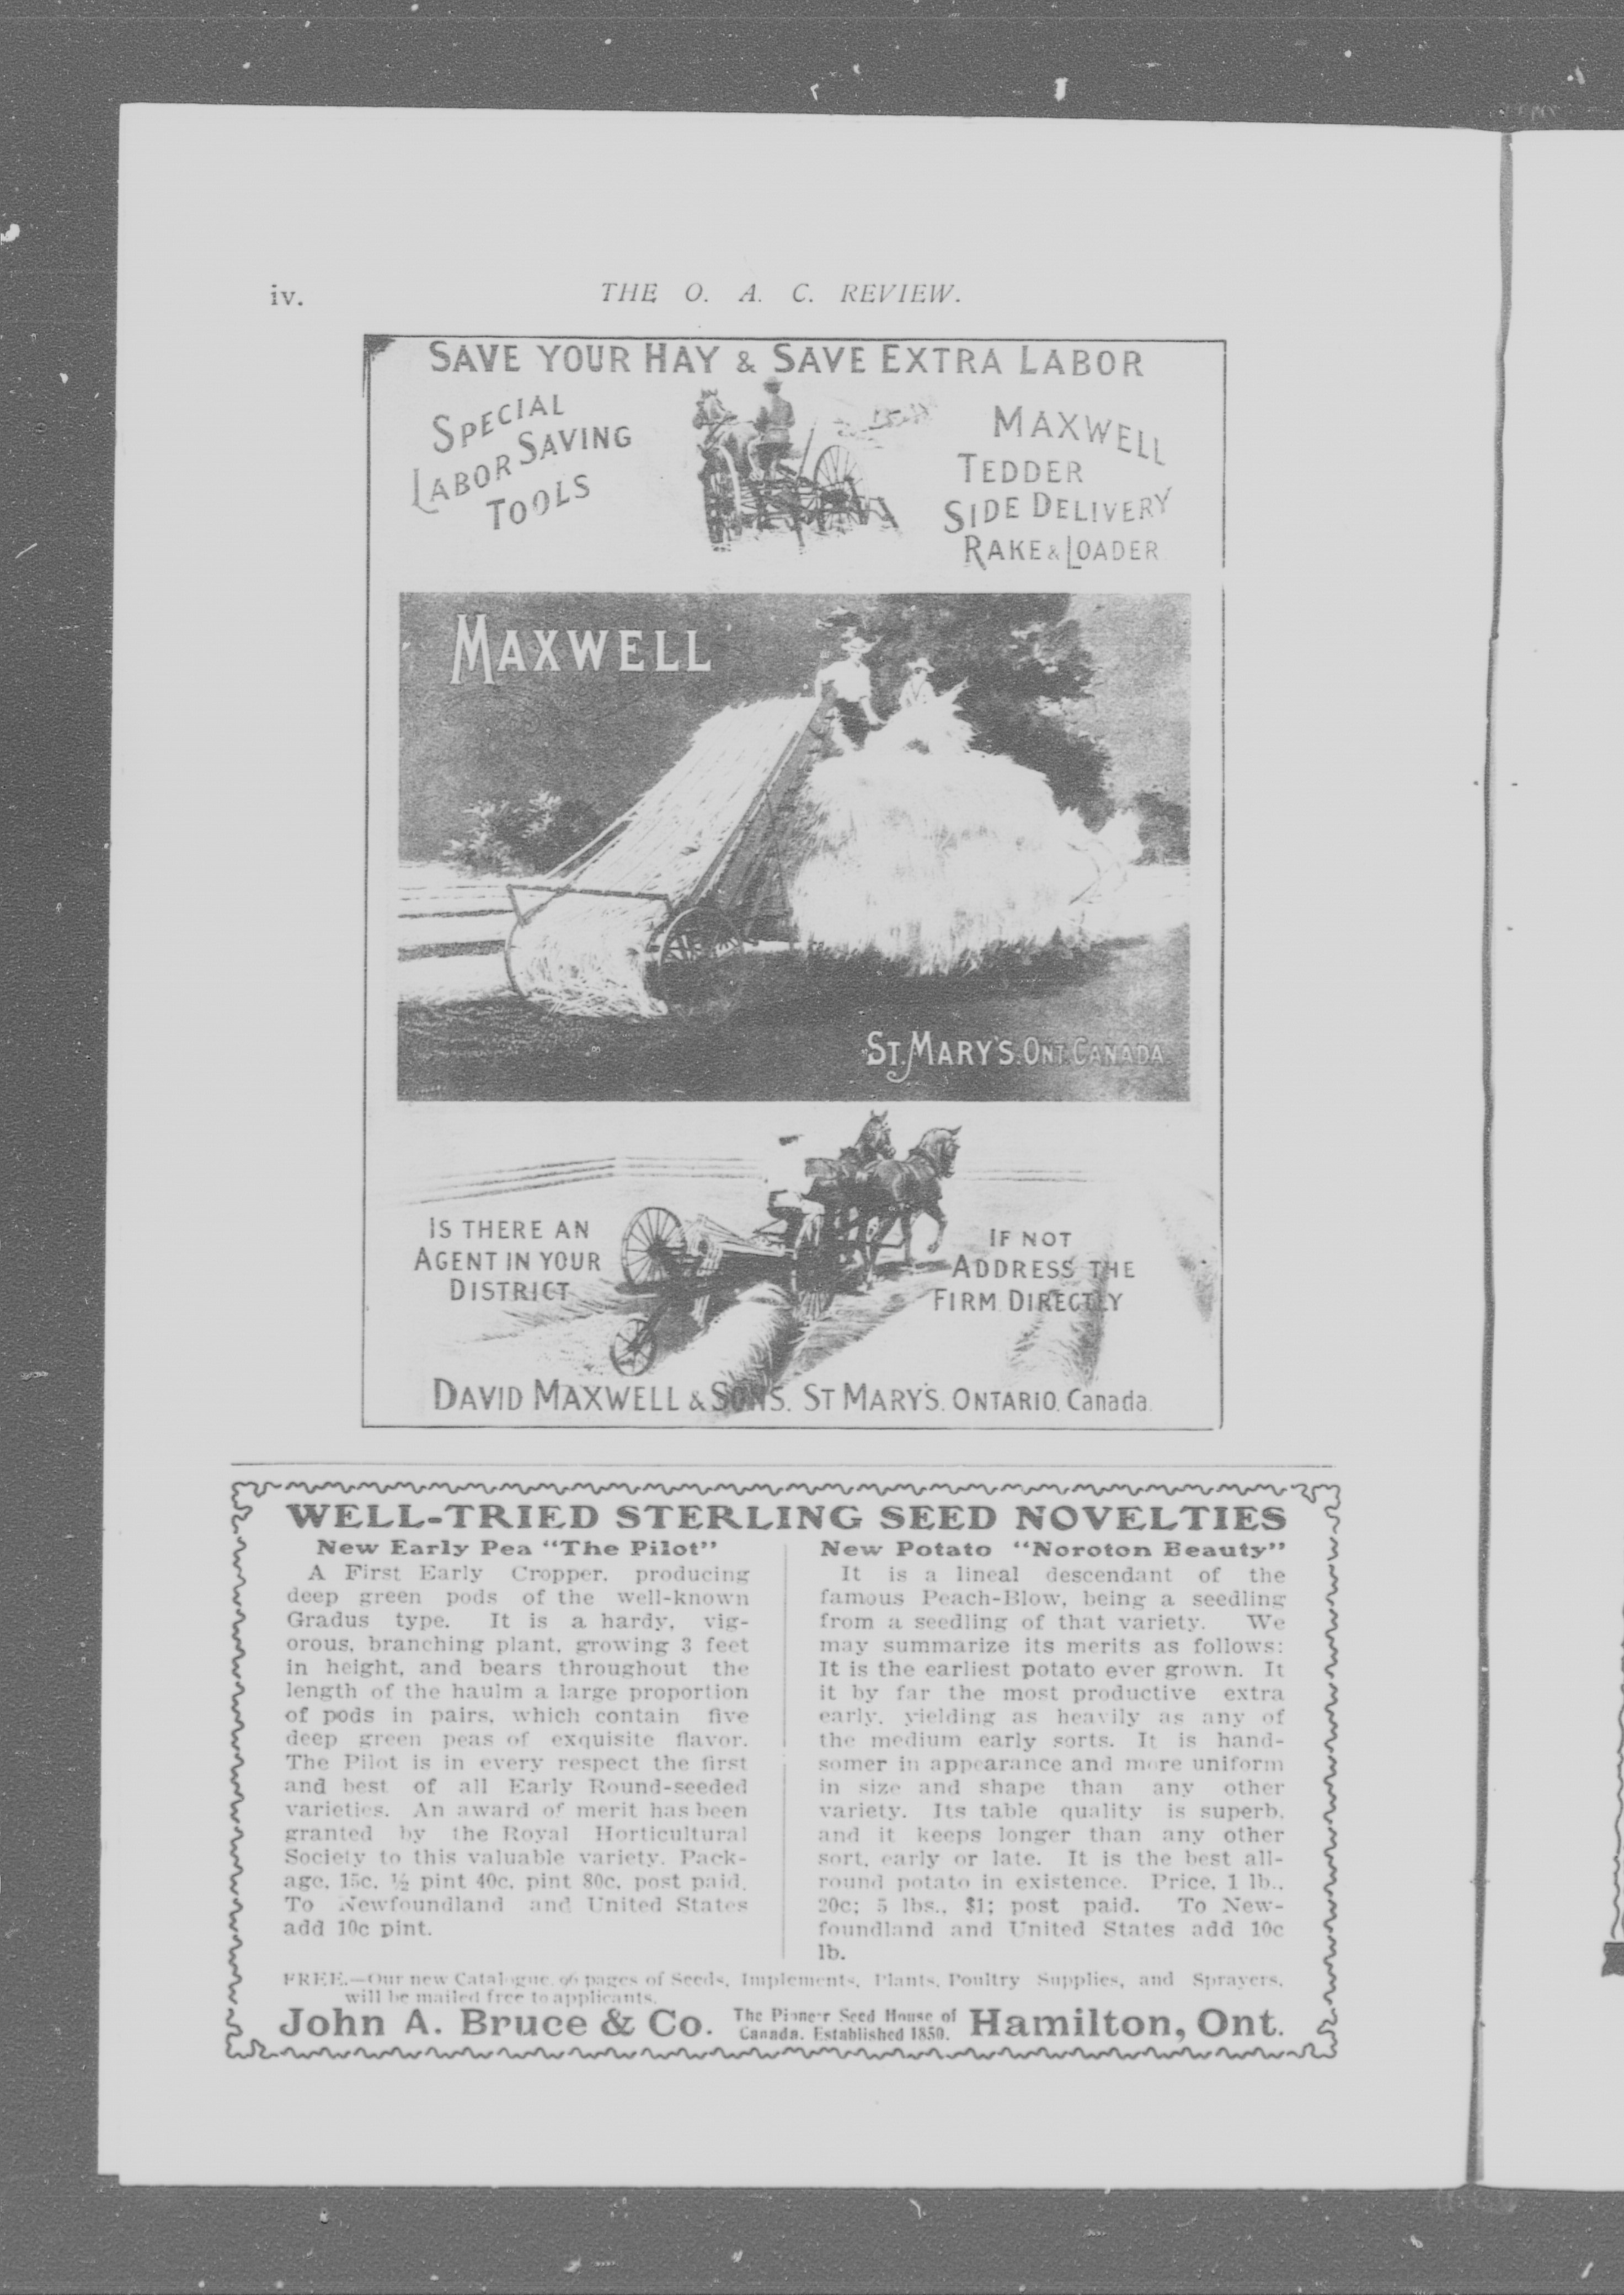 iv.
THE O. A. C. REVIEW.
SAVE YOUR HAY & SAVE EXTRA LABOR
SPECIAL
LABOR SAVING
TOOLS
MAXWELL
TEDDER
SIDE DELIVERY
RAKE & LOADER
MAXWELL
ST. MARY'S. ONT. CANADA
IS THERE AN
AGENT IN YOUR
DISTRICT
IF NOT
ADDRESS THE
FIRM DIRECTLY
DAVID MAXWELL & SONS. ST MARY'S. ONTARIO. Canada.
WELL-TRIED STERLING SEED NOVELTIES
New Early Pea "The Pilot"
A First Early Cropper, producing
deep green pods of the well-known
Gradus type. It is a hardy, vig-
orous, branching plant, growing 3 feet
in height, and bears throughout the
length of the haulm a large proportion
of pods in pairs, which contain five
deep green peas of exquisite flavor.
The Pilot is in every respect the first
and best of all Early Round-seeded
varieties. An award of merit has been
granted by the Royal Horticultural
Society to this valuable variety. Pack-
age, 15c, ½ pint 40c, pint 80c, post paid.
To Newfoundland and United States
add 10c pint.
New Potato "Noroton Beauty"
It is a lineal descendant of the
famous Peach-Blow, being a seedling
from a seedling of that variety. We
may summarize its merits as follows:
It is the earliest potato ever grown. It
it by far the most productive extra
early, yielding as heavily as any of
the medium early sorts. It is hand-
somer in appearance and more uniform
in size and shape than any other
variety. Its table quality is superb,
and it keeps longer than any other
sort, early or late. It is the best all-
round potato in existence. Price, 1 lb.,
20c; 5 lbs., $1; post paid. To New-
foundland and United States add 10c
lb.
FREE.—Our new Catalogue, 96 pages of Seeds, Implements, Plants, Poultry Supplies, and Sprayers,
will be mailed free to applicants.
John A. Bruce & Co. The Pioneer Seed House of
Canada. Established 1850. Hamilton, Ont.